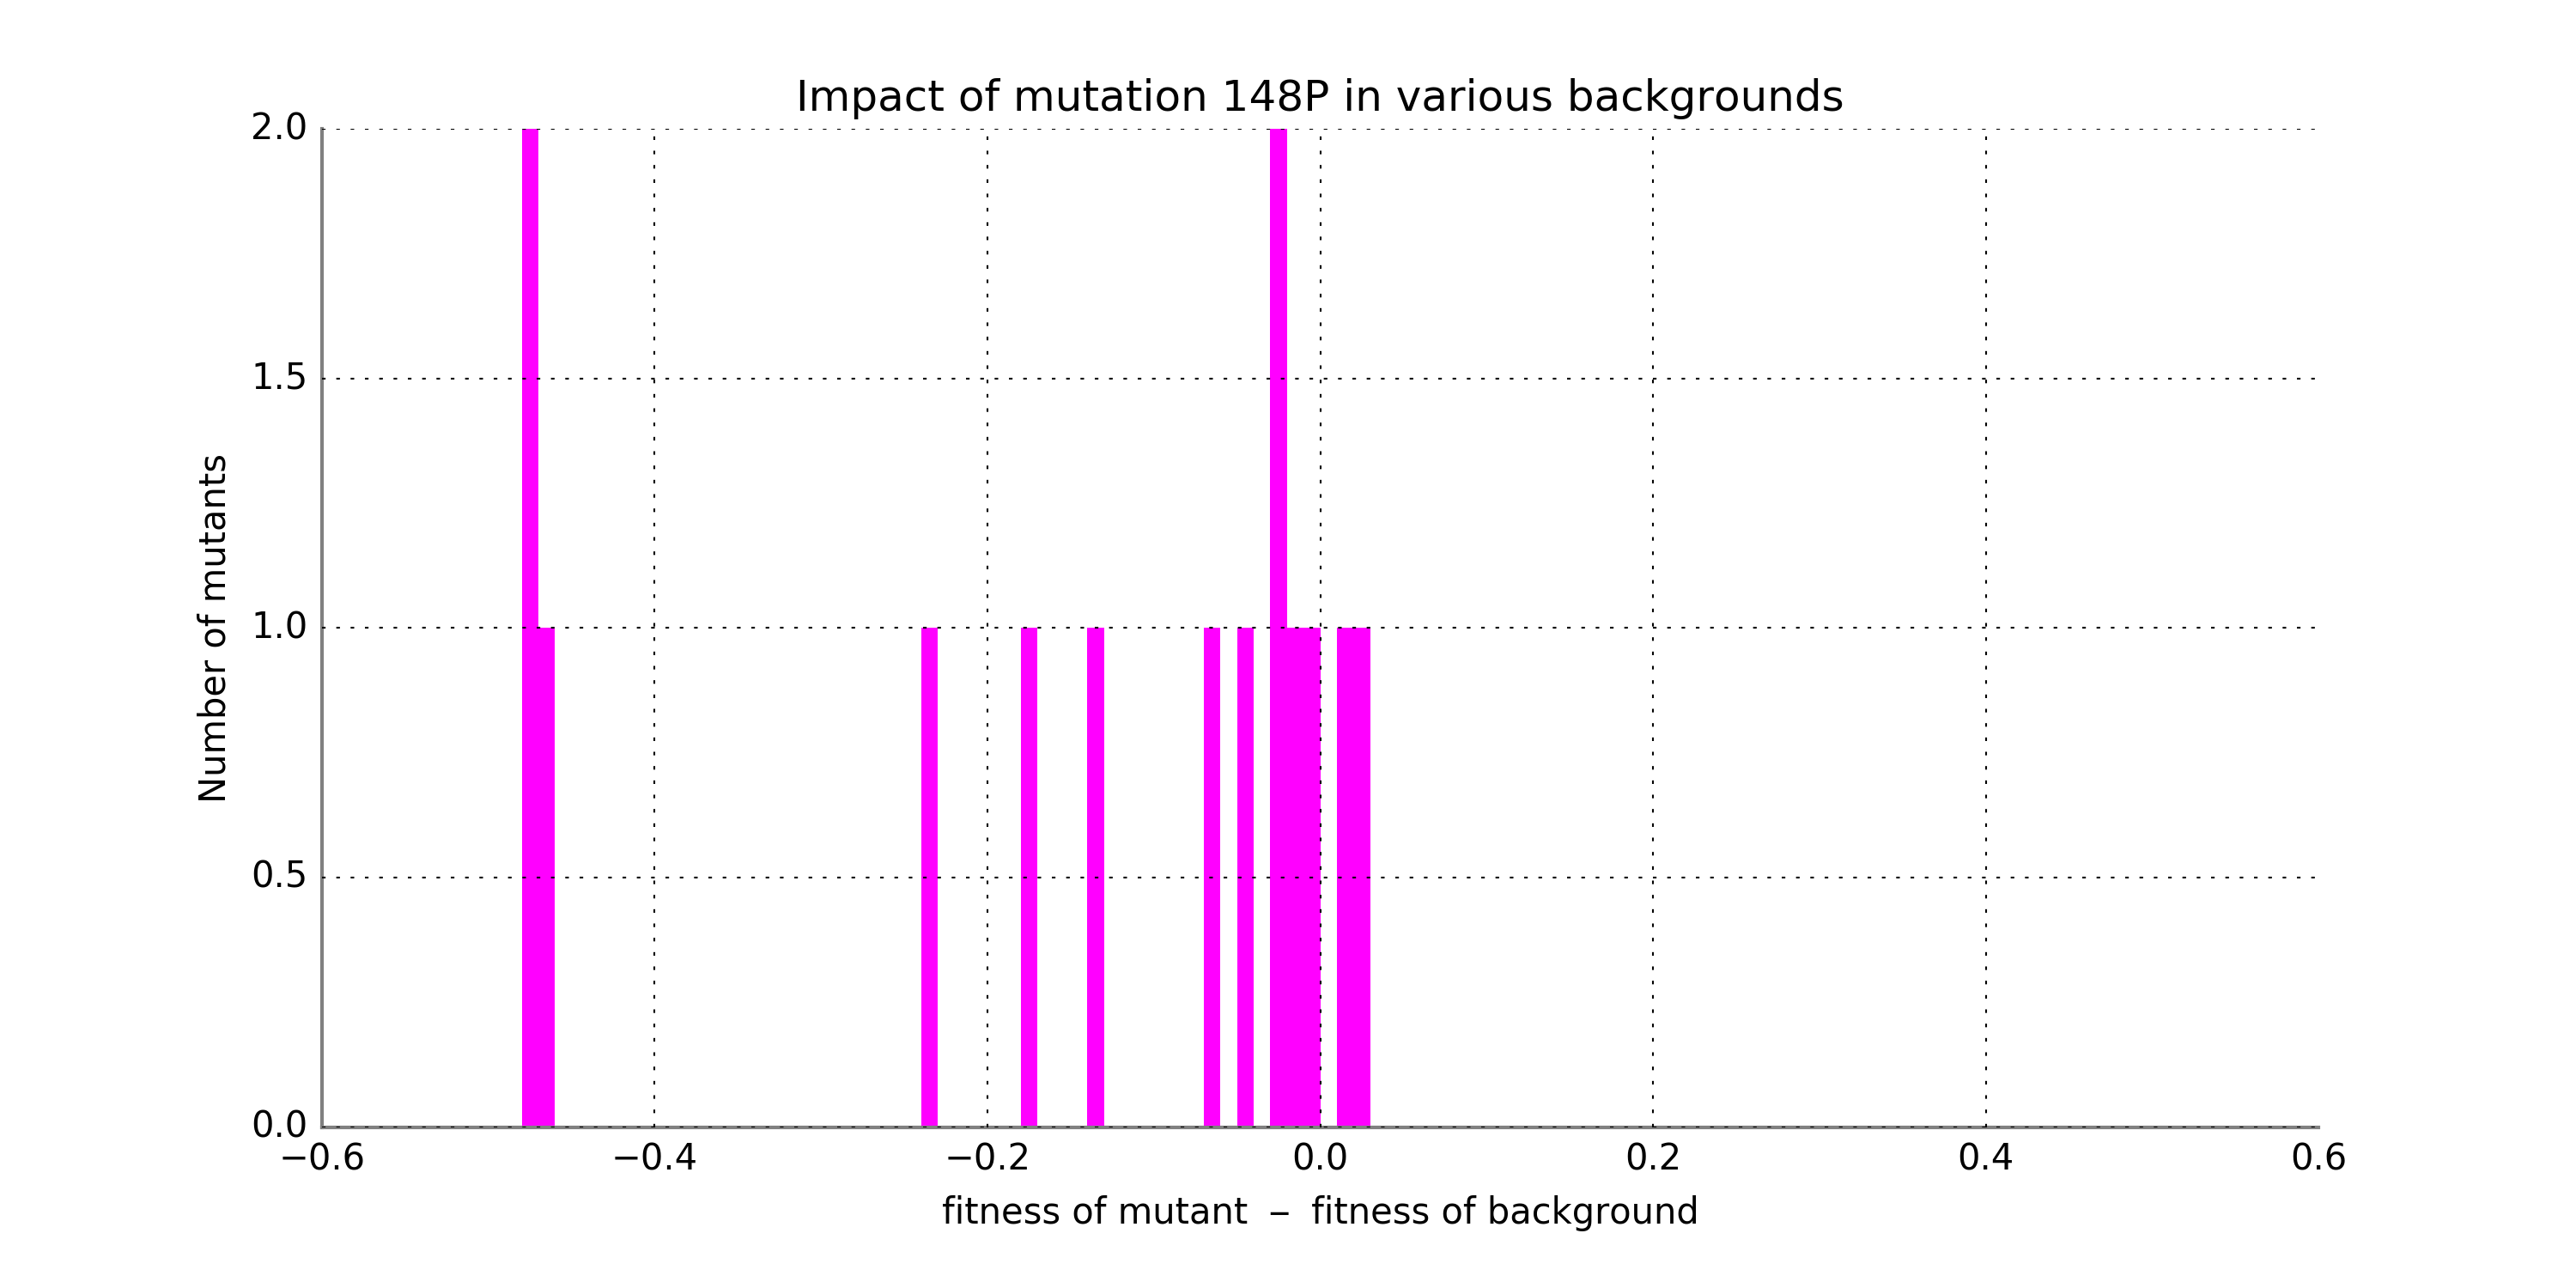 Impact of mutation 148P in various backgrounds
2.0
1.5
1.0
0.5
0.0
Number of mutants
−0.6 −0.4 −0.2 0.0 0.2 0.4 0.6
fitness of mutant − fitness of background